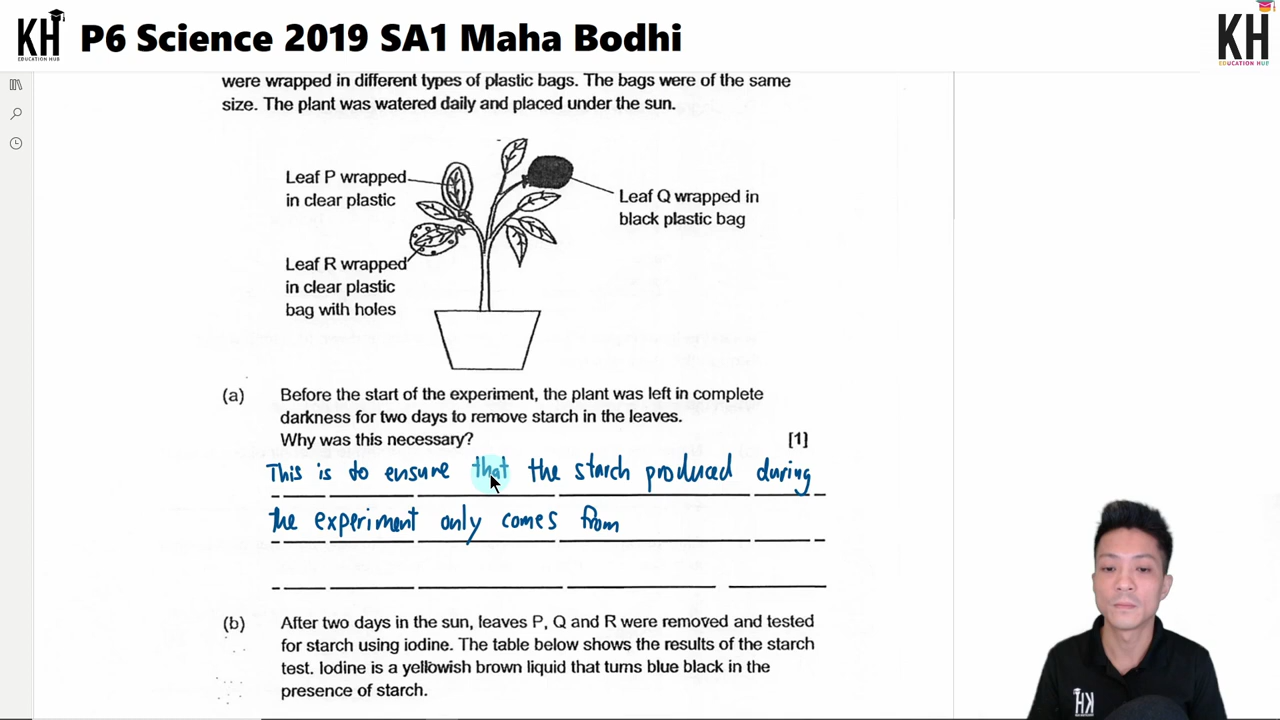 KH
EDUCATION HUB
P6 Science 2019 SA1 Maha Bodhi
KH
EDUCATION HUB
were wrapped in different types of plastic bags. The bags were of the same
size. The plant was watered daily and placed under the sun.
Leaf P wrapped
in clear plastic
Leaf Q wrapped in
black plastic bag
Leaf R wrapped
in clear plastic
bag with holes
(a) Before the start of the experiment, the plant was left in complete
darkness for two days to remove starch in the leaves.
Why was this necessary? [1]
This is to ensure that the starch produced during
the experiment only comes from
(b) After two days in the sun, leaves P, Q and R were removed and tested
for starch using iodine. The table below shows the results of the starch
test. Iodine is a yellowish brown liquid that turns blue black in the
presence of starch.
KH